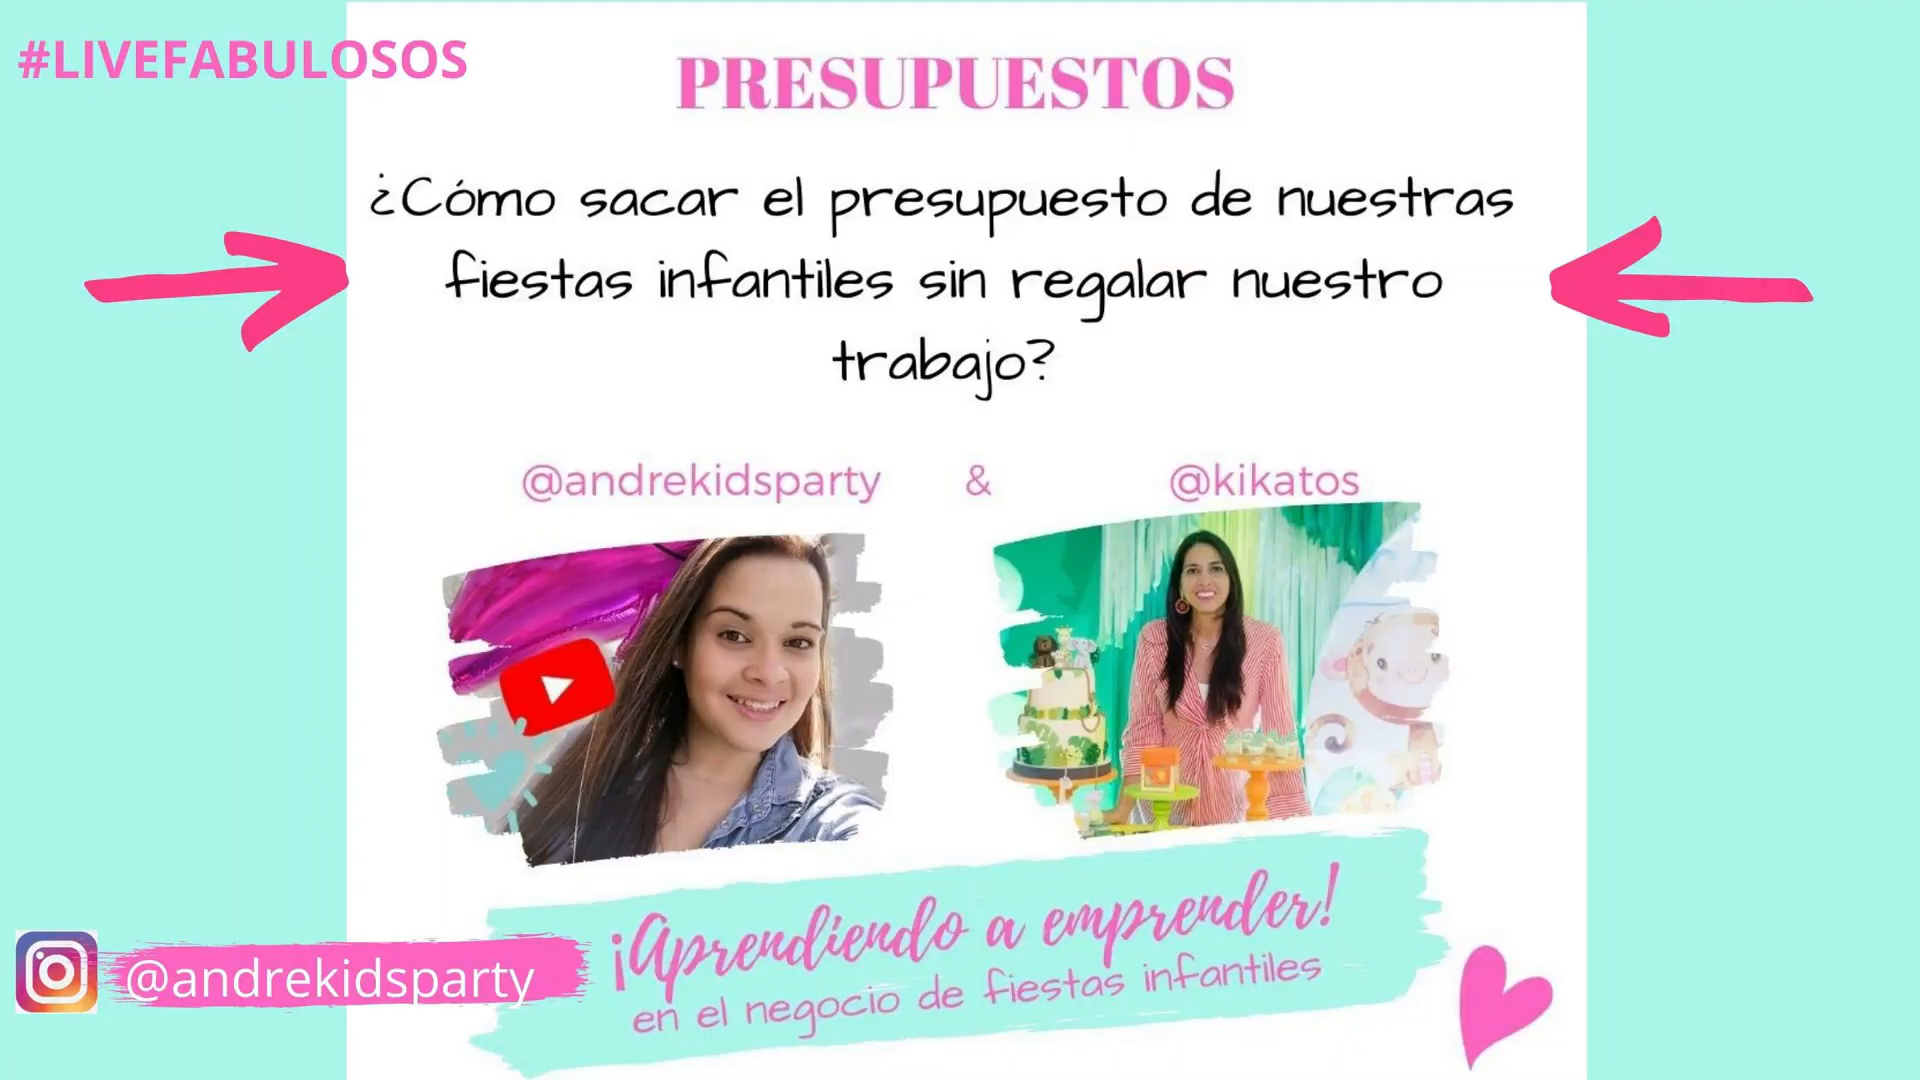 #LIVEFABULOSOS
PRESUPUESTOS
¿Cómo sacar el presupuesto de nuestras
fiestas infantiles sin regalar nuestro
trabajo?
@andrekidsparty & @kikatos
¡Aprendiendo a emprender!
en el negocio de fiestas infantiles
@andrekidsparty